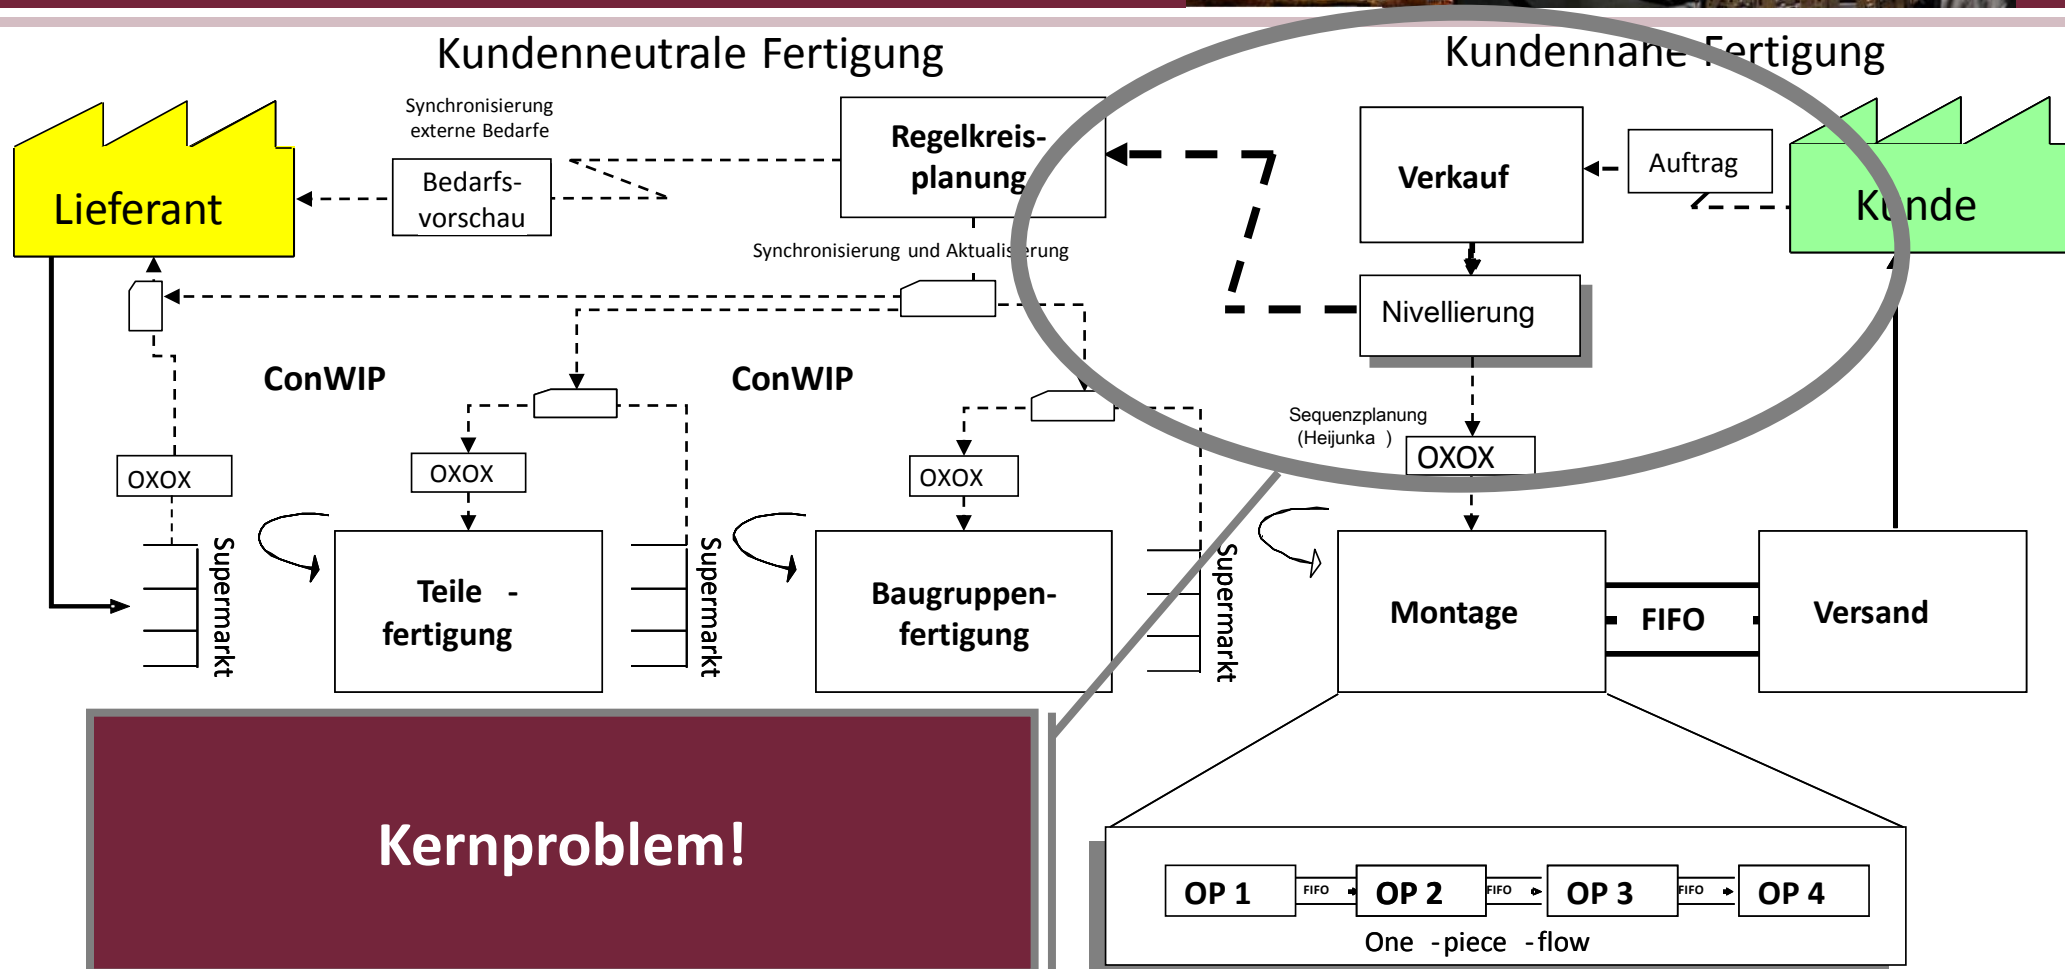 Kundenneutrale Fertigung
Kundennahe Fertigung
Synchronisierung
externe Bedarfe
Regelkreis-
planung
Verkauf
Auftrag
Lieferant
Bedarfs-
vorschau
Kunde
Synchronisierung und Aktualisierung
Nivellierung
ConWIP
ConWIP
Sequenzplanung
(Heijunka )
OXOX
OXOX
OXOX
OXOX
Supermarkt
Teile -
fertigung
Supermarkt
Baugruppen-
fertigung
Supermarkt
Montage
FIFO
Versand
Kernproblem!
OP 1
FIFO
OP 2
FIFO
OP 3
FIFO
OP 4
One -piece -flow